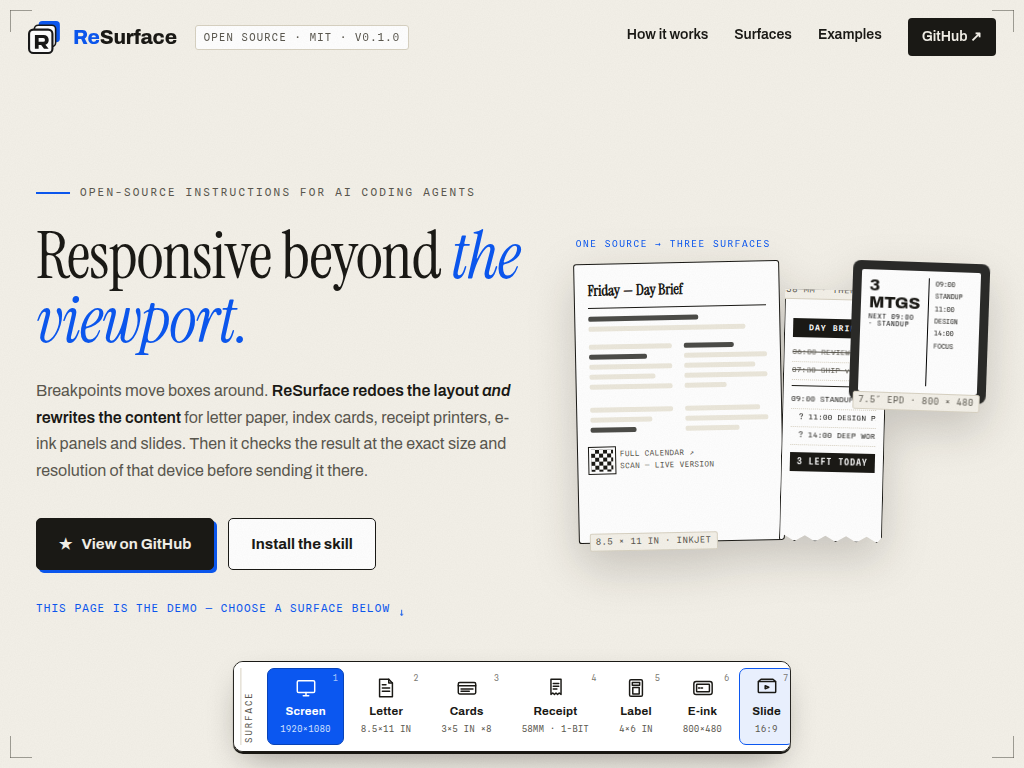 R ReSurface
OPEN SOURCE · MIT · V0.1.0
How it works
Surfaces
Examples
GitHub ↗
OPEN-SOURCE INSTRUCTIONS FOR AI CODING AGENTS
Responsive beyond the
viewport.
Breakpoints move boxes around. ReSurface redoes the layout and
rewrites the content for letter paper, index cards, receipt printers, e-
ink panels and slides. Then it checks the result at the exact size and
resolution of that device before sending it there.
★ View on GitHub
Install the skill
THIS PAGE IS THE DEMO — CHOOSE A SURFACE BELOW ↓
ONE SOURCE → THREE SURFACES
Friday — Day Brief
FULL CALENDAR ↗
SCAN — LIVE VERSION
8.5 × 11 IN · INKJET
DAY BRI
06:00 REVIEW
07:00 SHIP
09:00 STANDUP
? 11:00 DESIGN P
? 14:00 DEEP WOR
3 LEFT TODAY
3
MTGS
NEXT 09:00
· STANDUP
09:00
STANDUP
11:00
DESIGN
14:00
FOCUS
7.5″ EPD · 800 × 480
SURFACE
1
Screen
1920×1080
2
Letter
8.5×11 IN
3
Cards
3×5 IN ×8
4
Receipt
58MM · 1-BIT
5
Label
4×6 IN
6
E-ink
800×480
7
Slide
16:9